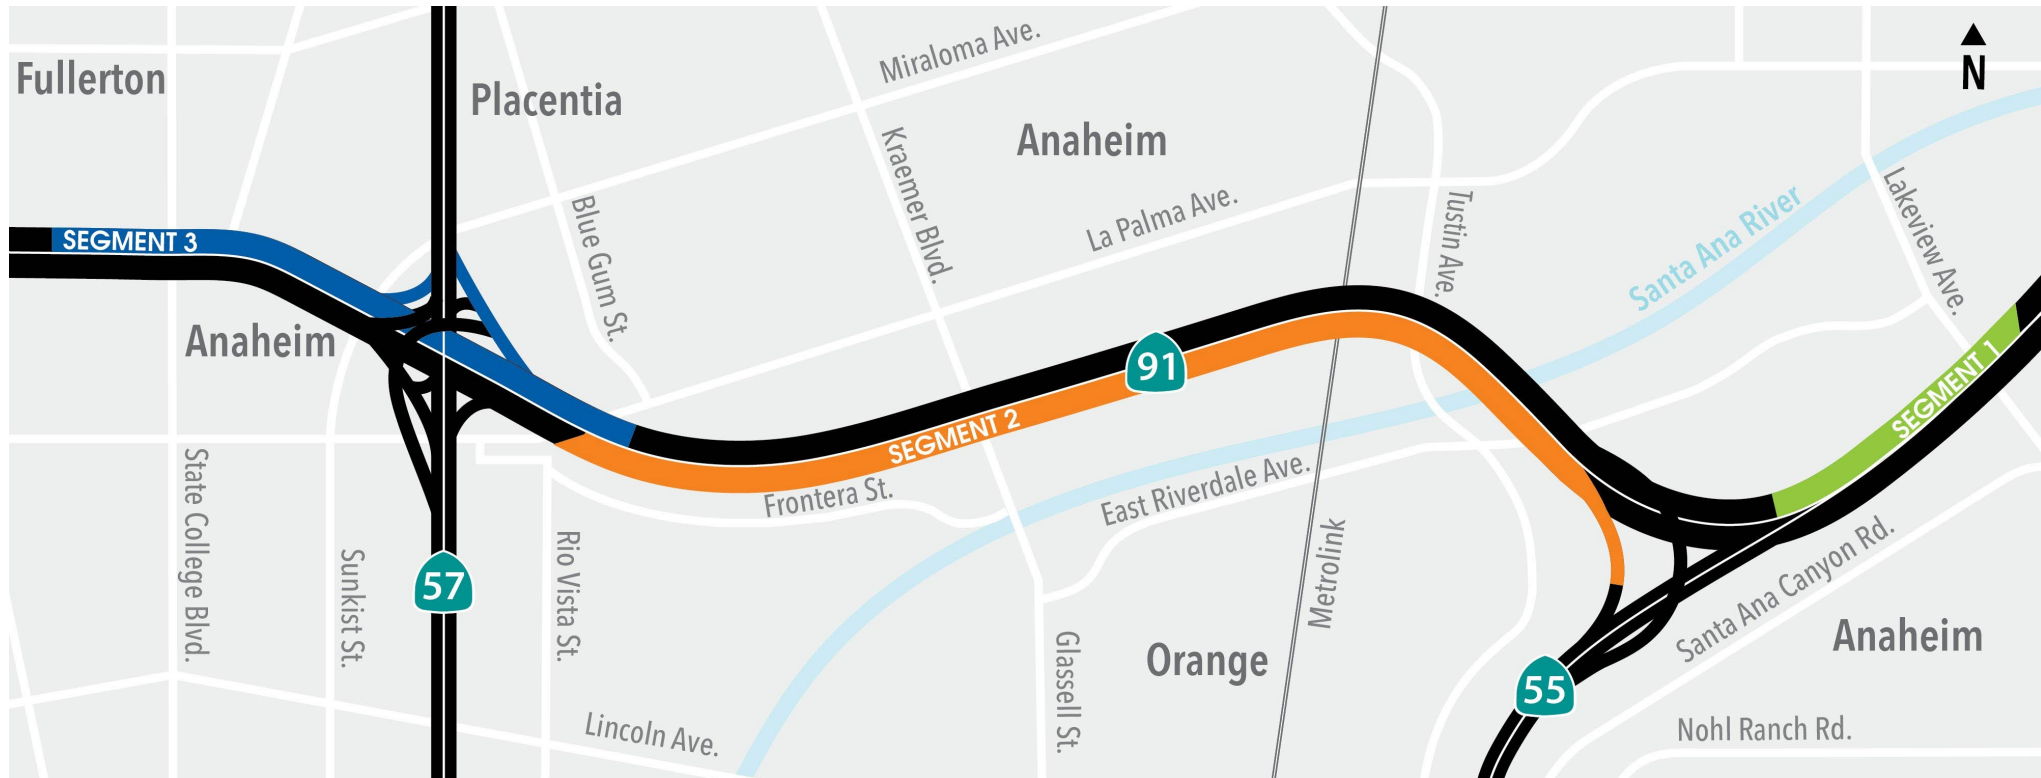 Fullerton
Placentia
Miraloma Ave.
Anaheim
N
Kraemer Blvd.
La Palma Ave.
Blue Gum St.
Tustin Ave.
Santa Ana River
Lakeview Ave.
SEGMENT 3
Anaheim
91
SEGMENT 2
SEGMENT 1
Frontera St.
East Riverdale Ave.
State College Blvd.
Sunkist St.
57
Rio Vista St.
Metrolink
Santa Ana Canyon Rd.
Glassell St.
Orange
55
Anaheim
Lincoln Ave.
Nohl Ranch Rd.